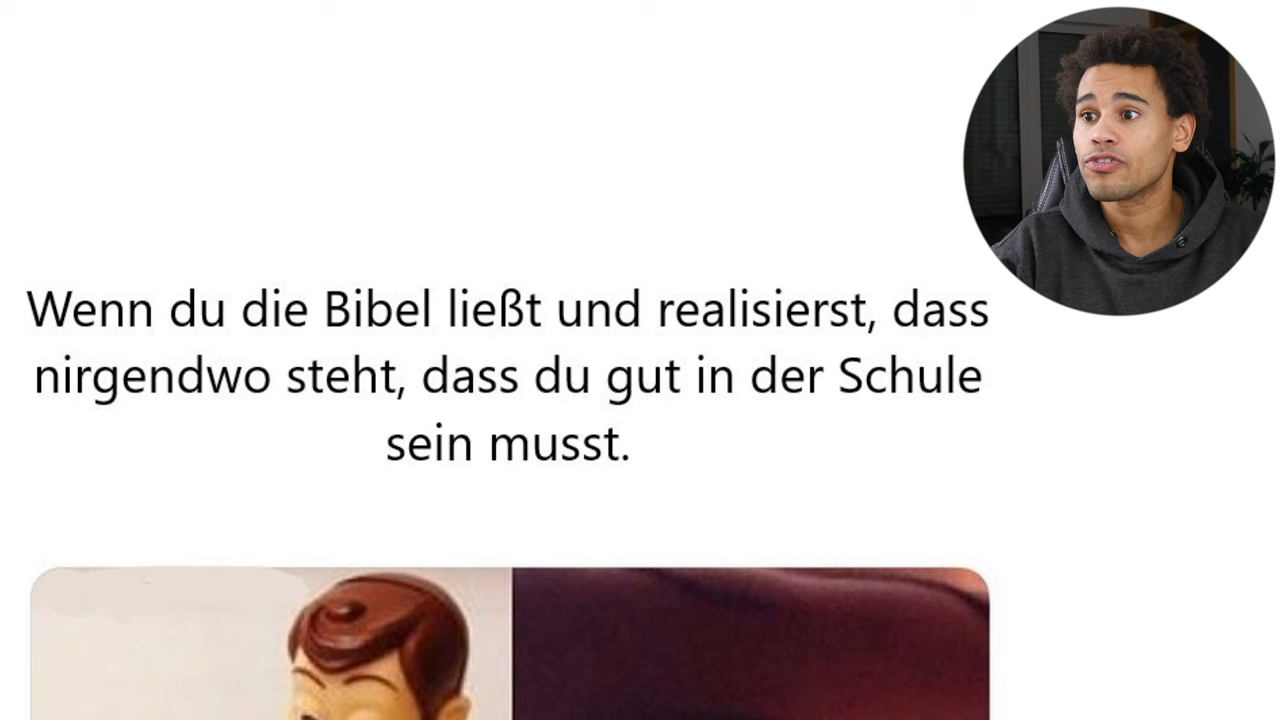 Wenn du die Bibel ließt und realisierst, dass
nirgendwo steht, dass du gut in der Schule
sein musst.